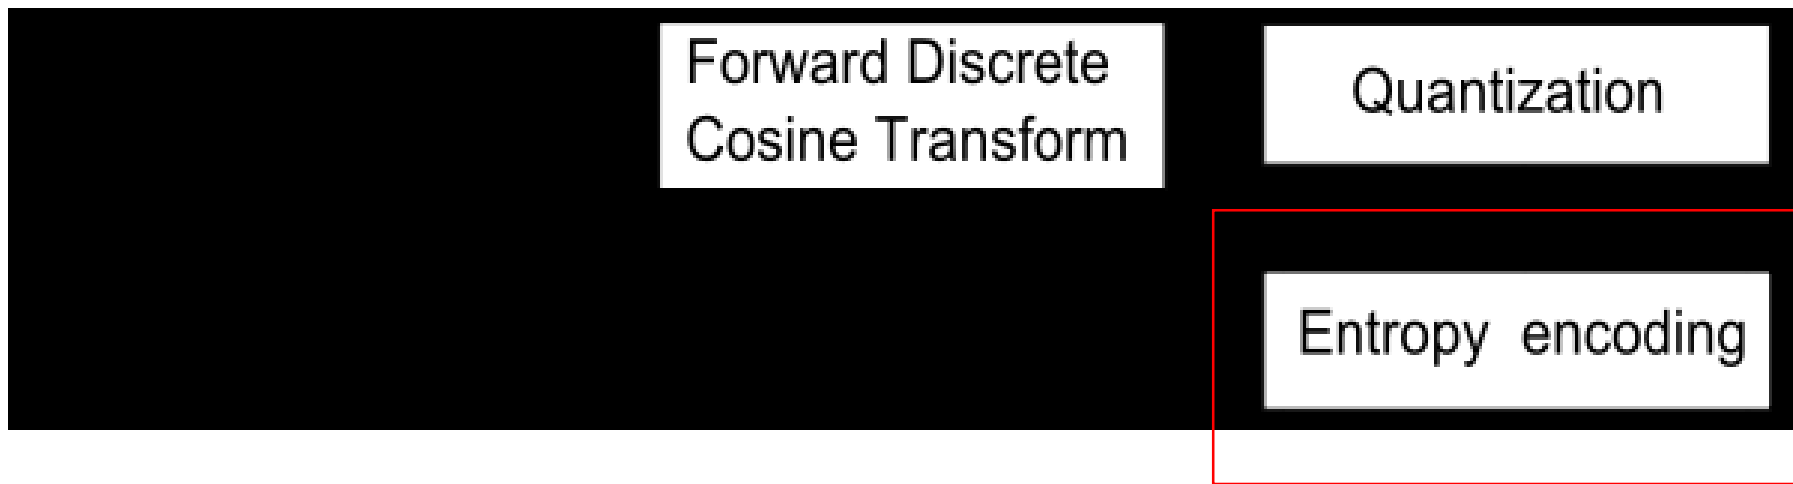 Forward Discrete
Cosine Transform
Quantization
Entropy encoding